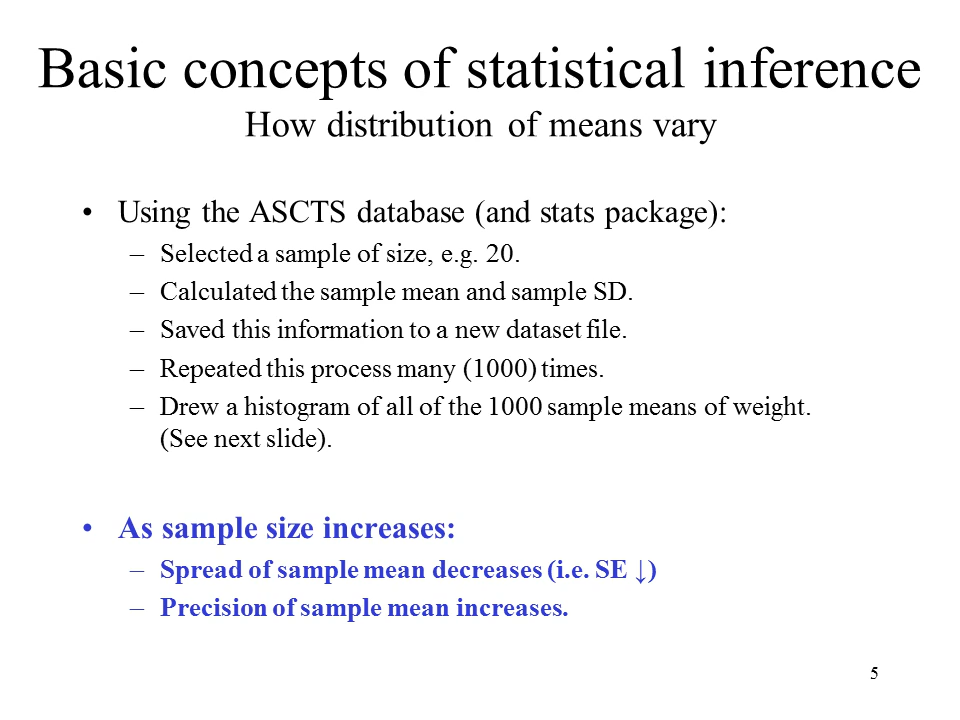 Basic concepts of statistical inference
How distribution of means vary
• Using the ASCTS database (and stats package):
– Selected a sample of size, e.g. 20.
– Calculated the sample mean and sample SD.
– Saved this information to a new dataset file.
– Repeated this process many (1000) times.
– Drew a histogram of all of the 1000 sample means of weight.
(See next slide).
• As sample size increases:
– Spread of sample mean decreases (i.e. SE ↓)
– Precision of sample mean increases.
5